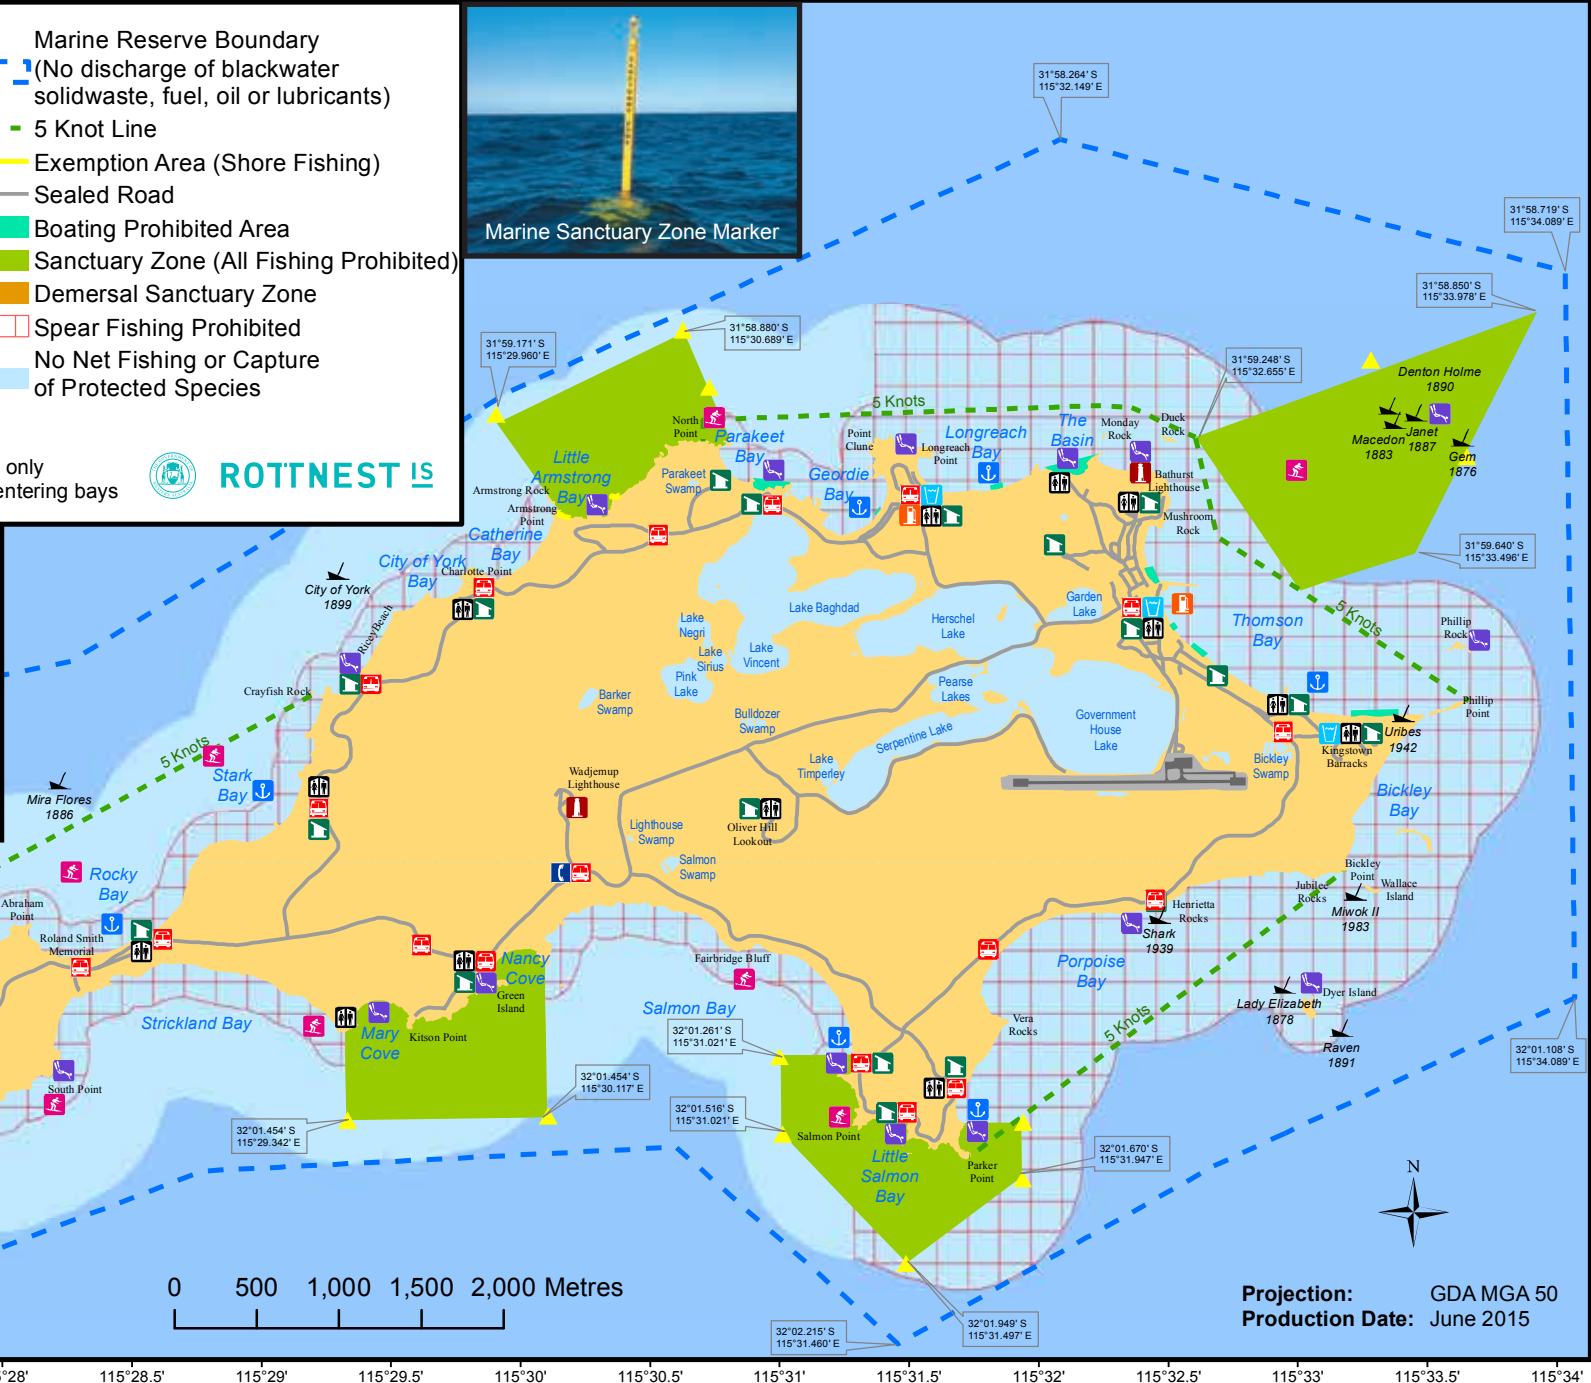 Marine Reserve Boundary
(No discharge of blackwater
solidwaste, fuel, oil or lubricants)
5 Knot Line
Exemption Area (Shore Fishing)
Sealed Road
Boating Prohibited Area
Sanctuary Zone (All Fishing Prohibited)
Demersal Sanctuary Zone
Spear Fishing Prohibited
No Net Fishing or Capture
of Protected Species
only
entering bays
ROTTNEST IS
Marine Sanctuary Zone Marker
31°58.264' S
115°32.149' E
31°58.719' S
115°34.089' E
31°58.850' S
115°33.978' E
31°59.171' S
115°29.960' E
31°58.880' S
115°30.689' E
31°59.248' S
115°32.655' E
Denton Holme
1890
Macedon
1883
Janet
1887
Gem
1876
31°59.640' S
115°33.496' E
5 Knots
North
Point
Parakeet
Bay
Parakeet
Swamp
Little
Armstrong
Bay
Armstrong Rock
Armstrong
Point
Catherine
Bay
City of York
Bay
Charlotte Point
City of York
1899
Ricey Beach
Crayfish Rock
Point
Clune
Geordie
Bay
Longreach
Point
Longreach
Bay
The
Basin
Monday
Rock
Duck
Rock
Bathurst
Lighthouse
Mushroom
Rock
Lake Baghdad
Lake
Negri
Lake
Sirius
Lake
Vincent
Pink
Lake
Herschel
Lake
Garden
Lake
Thomson
Bay
5 Knots
Phillip
Rock
Phillip
Point
Barker
Swamp
Bulldozer
Swamp
Pearse
Lakes
Serpentine Lake
Government
House
Lake
Lake
Timperley
Bickley
Swamp
Kingstown
Barracks
Uribes
1942
Bickley
Bay
5 Knots
Stark
Bay
Mira Flores
1886
Wadjemup
Lighthouse
Lighthouse
Swamp
Oliver Hill
Lookout
Salmon
Swamp
Rocky
Bay
Abraham
Point
Roland Smith
Memorial
Bickley
Point
Jubilee
Rocks
Wallace
Island
Miwok II
1983
Henrietta
Rocks
Shark
1939
Porpoise
Bay
Nancy
Cove
Green
Island
Fairbridge Bluff
Salmon Bay
Lady Elizabeth
1878
Dyer Island
Raven
1891
5 Knots
Vera
Rocks
Strickland Bay
Mary
Cove
Kitson Point
South Point
32°01.261' S
115°31.021' E
32°01.454' S
115°30.117' E
32°01.516' S
115°31.021' E
32°01.454' S
115°29.342' E
32°01.108' S
115°34.089' E
Salmon Point
Little
Salmon
Bay
Parker
Point
32°01.670' S
115°31.947' E
32°01.949' S
115°31.497' E
32°02.215' S
115°31.460' E
N
0 500 1,000 1,500 2,000 Metres
Projection: GDA MGA 50
Production Date: June 2015
28' 115°28.5' 115°29' 115°29.5' 115°30' 115°30.5' 115°31' 115°31.5' 115°32' 115°32.5' 115°33' 115°33.5' 115°34'